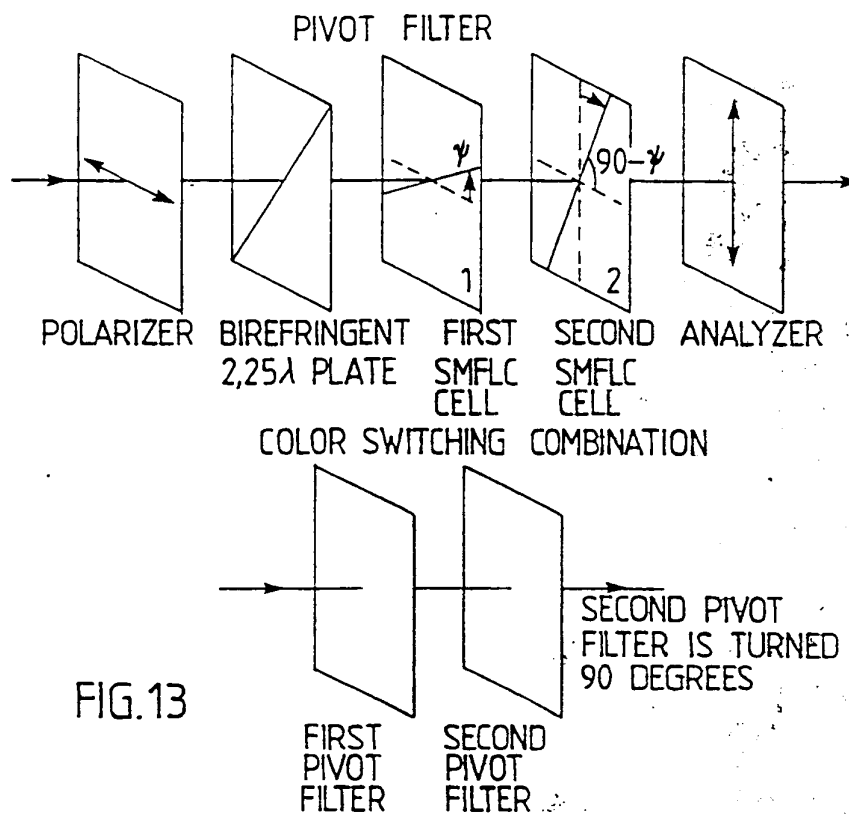 PIVOT FILTER
ψ
90-ψ
1
2
POLARIZER
BIREFRINGENT
2,25λ PLATE
FIRST
SMFLC
CELL
SECOND
SMFLC
CELL
ANALYZER
COLOR SWITCHING COMBINATION
SECOND PIVOT
FILTER IS TURNED
90 DEGREES
FIG.13
FIRST
PIVOT
FILTER
SECOND
PIVOT
FILTER